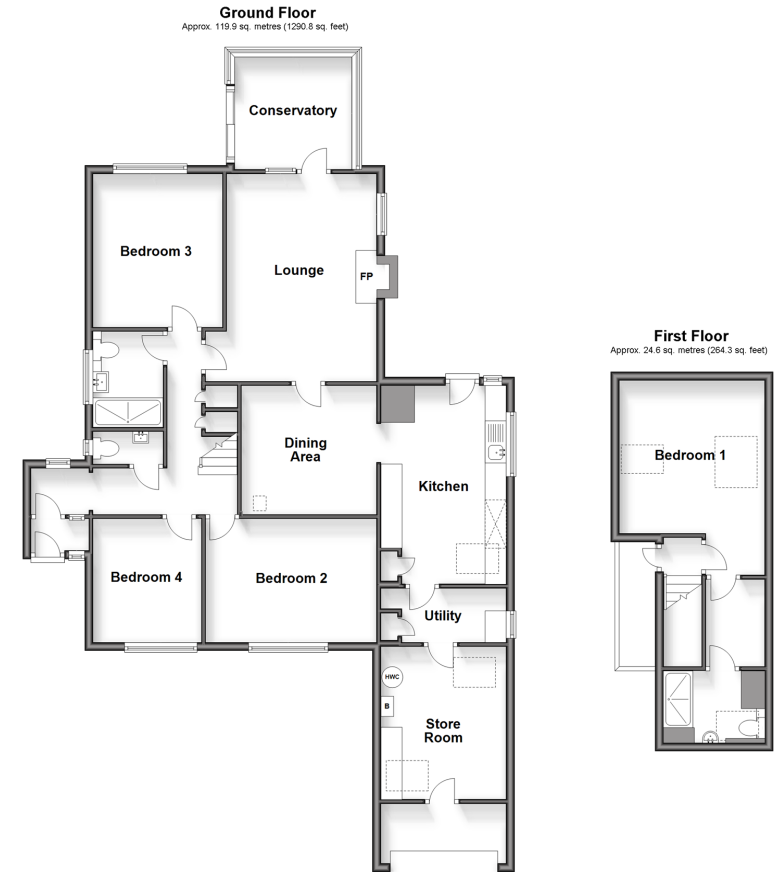 Ground Floor
Approx. 119.9 sq. metres (1290.8 sq. feet)
Conservatory
Bedroom 3
Lounge
FP
First Floor
Approx. 24.6 sq. metres (264.3 sq. feet)
Dining
Area
Bedroom 1
Kitchen
Bedroom 4
Bedroom 2
Utility
HWC
B
Store
Room